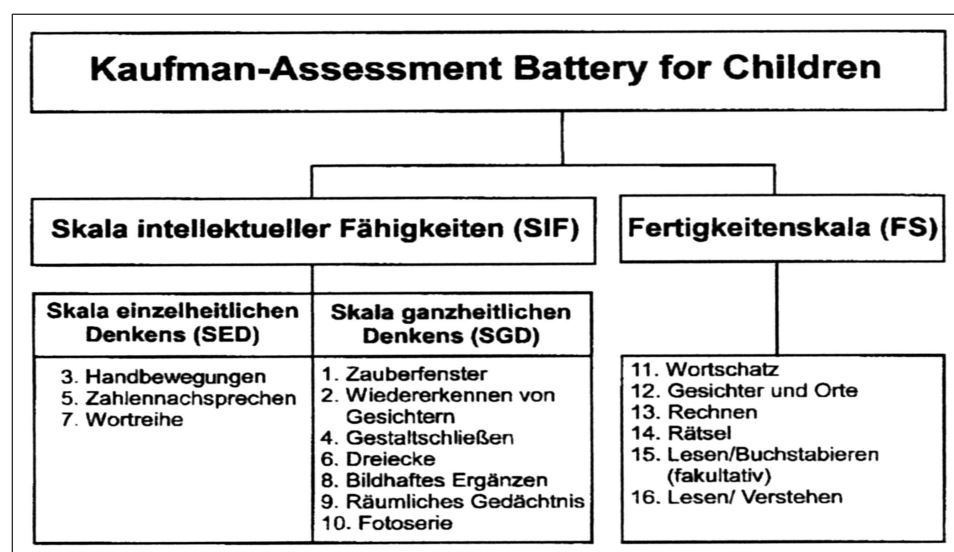 Kaufman-Assessment Battery for Children
Skala intellektueller Fähigkeiten (SIF)
Fertigkeitenskala (FS)
Skala einzelheitlichen
Denkens (SED)
3. Handbewegungen
5. Zahlennachsprechen
7. Wortreihe
Skala ganzheitlichen
Denkens (SGD)
1. Zauberfenster
2. Wiedererkennen von
Gesichtern
4. Gestaltschließen
6. Dreiecke
8. Bildhaftes Ergänzen
9. Räumliches Gedächtnis
10. Fotoserie
11. Wortschatz
12. Gesichter und Orte
13. Rechnen
14. Rätsel
15. Lesen/Buchstabieren
(fakultativ)
16. Lesen/ Verstehen